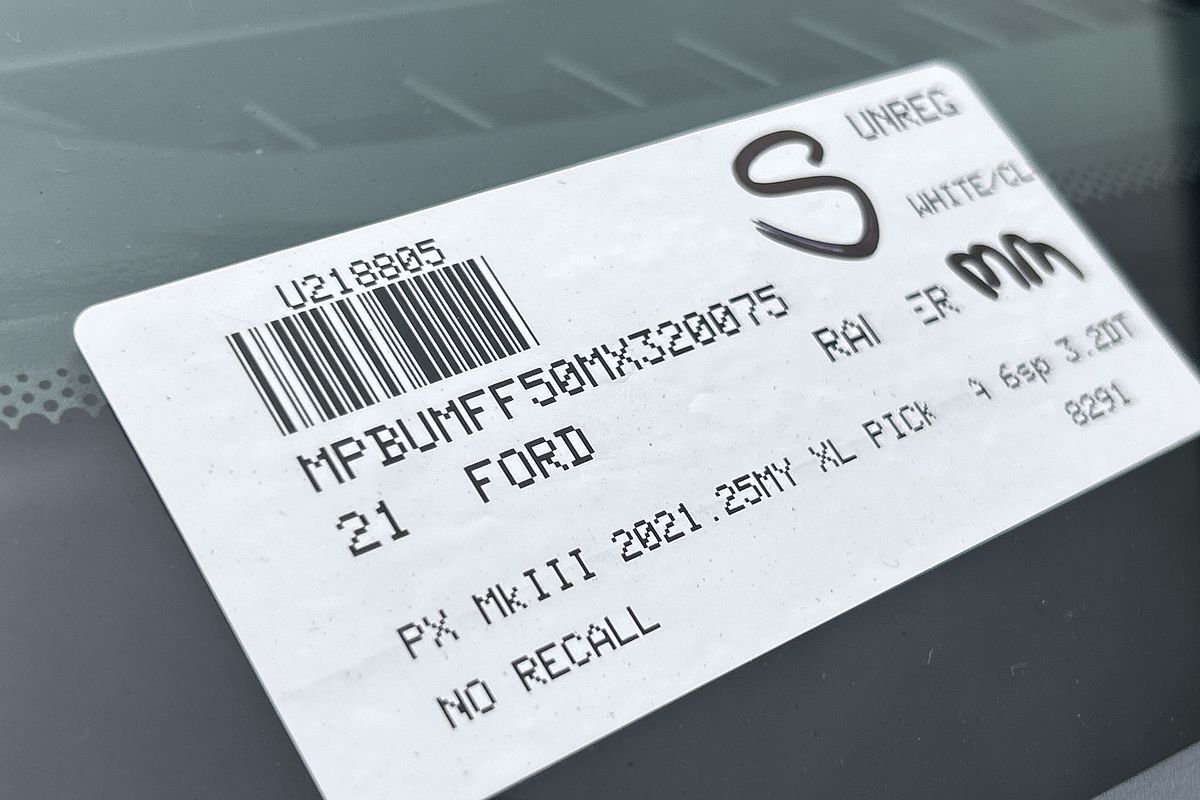 S UNREG
WHITE/CL
U218805
MPBUMFF50MX320075
21 FORD
PX MkIII 2021.25MY XL PICK 6sp 3.2DT
8291
NO RECALL